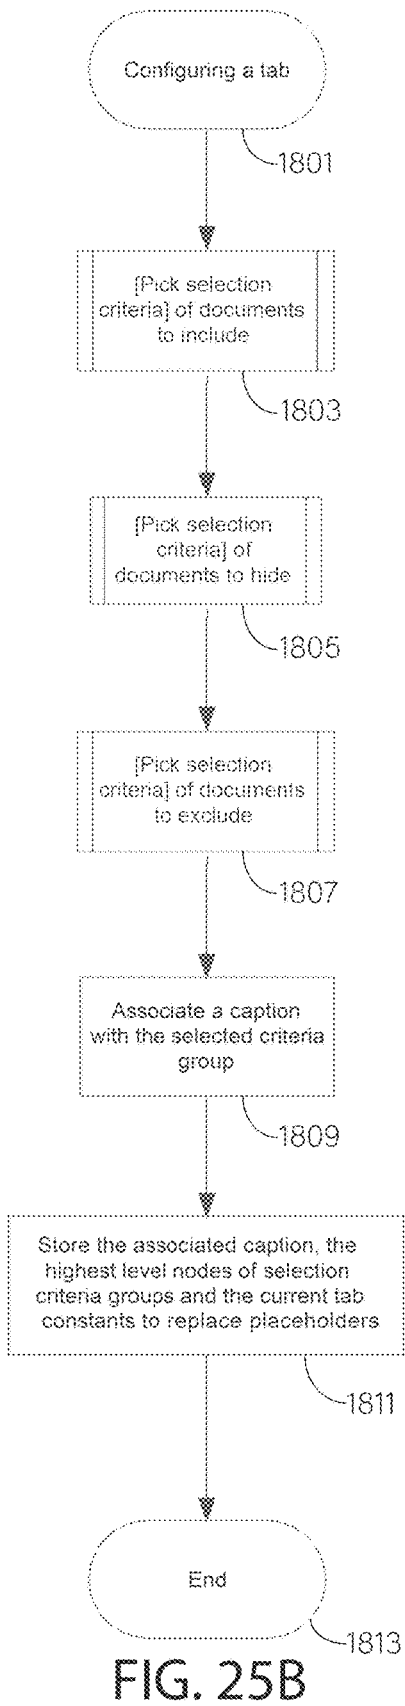 Configuring a tab
1801
[Pick selection
criteria] of documents
to include
1803
[Pick selection
criteria] of
documents to hide
1805
[Pick selection
criteria] of documents
to exclude
1807
Associate a caption
with the selected criteria
group
1809
Store the associated caption, the
highest level nodes of selection
criteria groups and the current tab
constants to replace placeholders
1811
End
1813
FIG. 25B